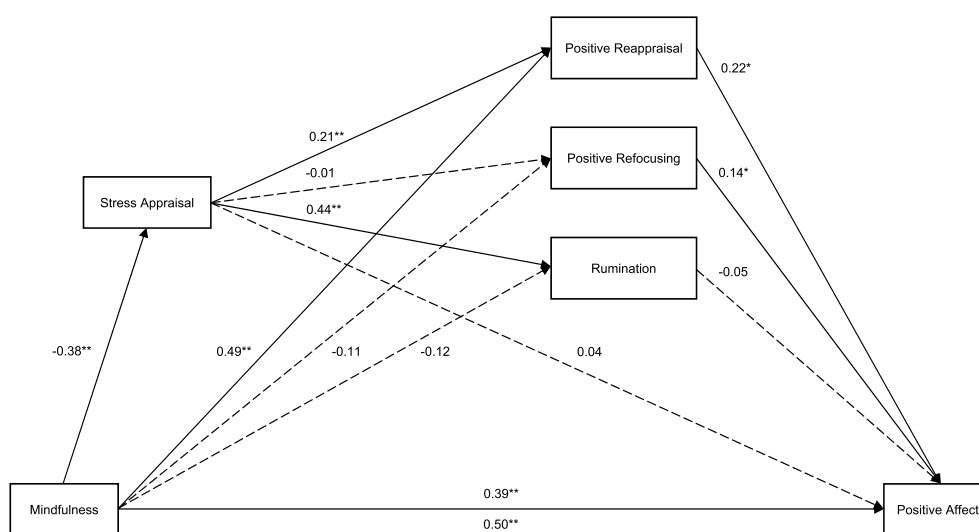 Positive Reappraisal
0.22*
0.21**
Positive Refocusing
-0.01
0.14*
Stress Appraisal
0.44**
Rumination
-0.05
-0.38**
0.49**
-0.11
-0.12
0.04
Mindfulness
0.39**
Positive Affect
0.50**